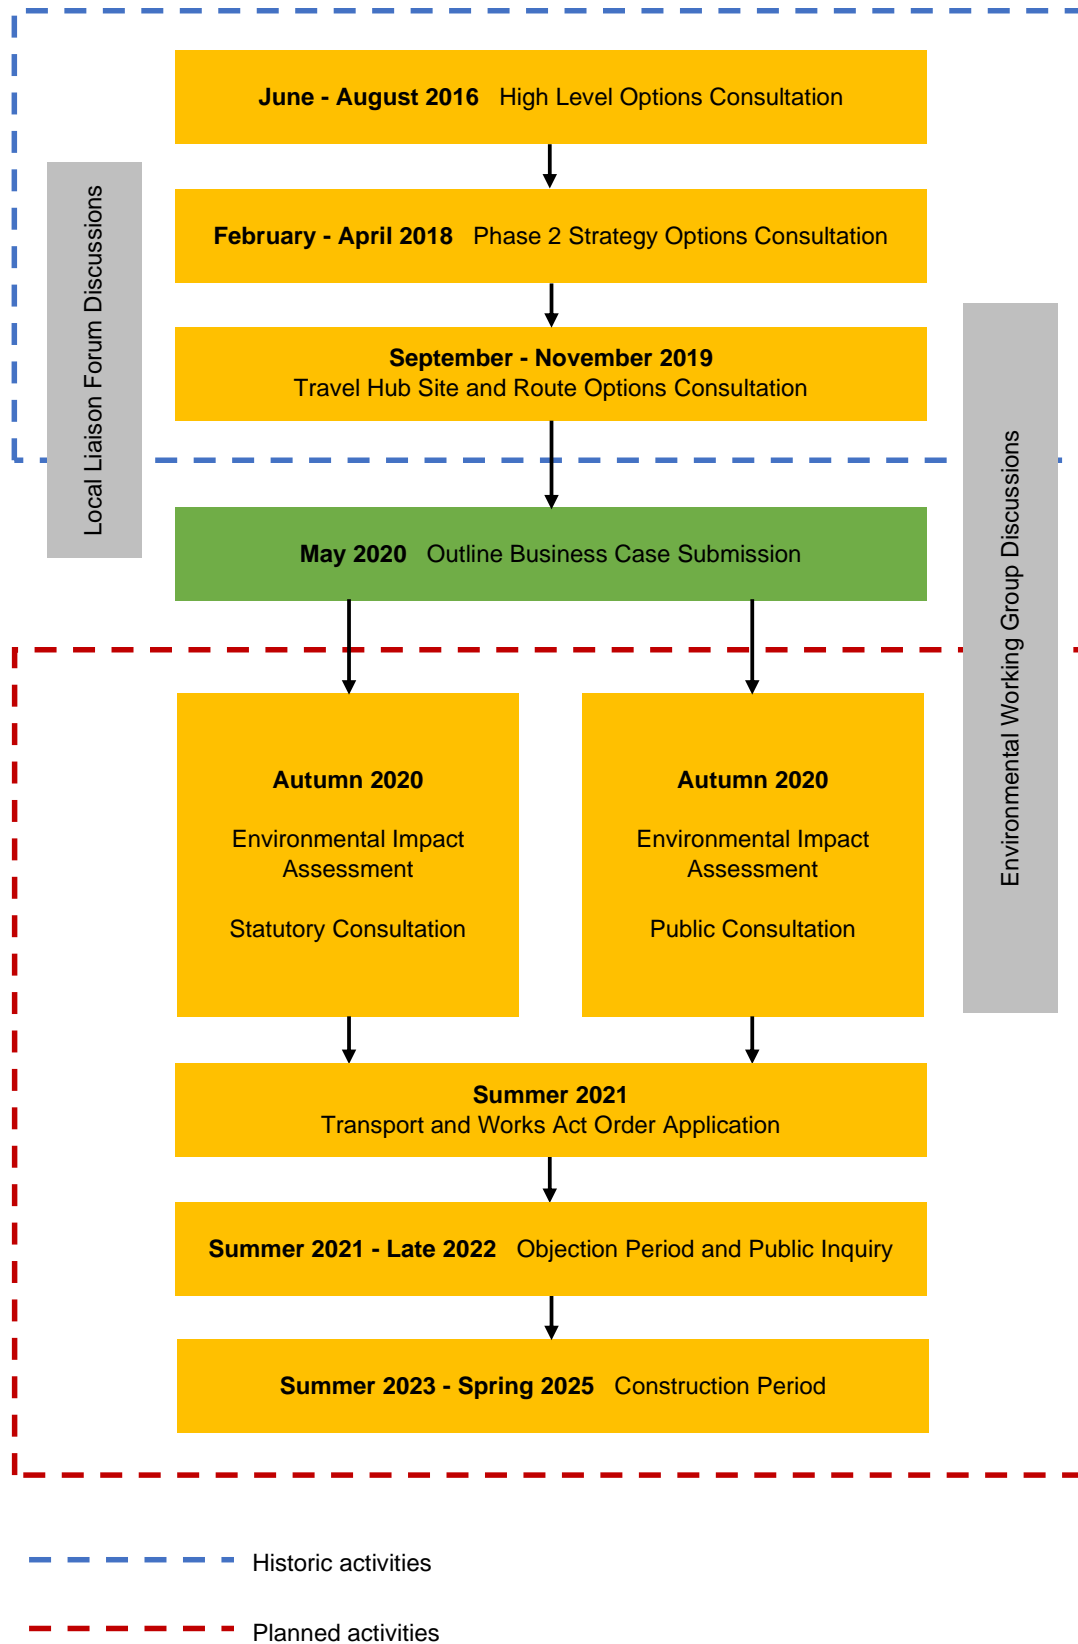 June - August 2016 High Level Options Consultation
Local Liaison Forum Discussions
February - April 2018 Phase 2 Strategy Options Consultation
September - November 2019
Travel Hub Site and Route Options Consultation
Environmental Working Group Discussions
May 2020 Outline Business Case Submission
Autumn 2020
Environmental Impact
Assessment
Statutory Consultation
Autumn 2020
Environmental Impact
Assessment
Public Consultation
Summer 2021
Transport and Works Act Order Application
Summer 2021 - Late 2022 Objection Period and Public Inquiry
Summer 2023 - Spring 2025 Construction Period
Historic activities
Planned activities